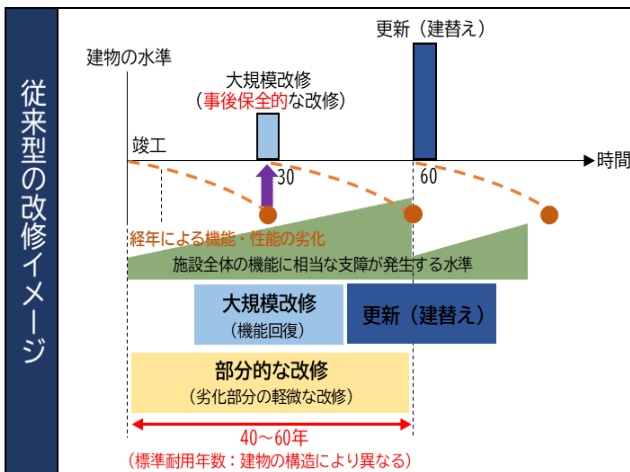 従来型の改修イメージ
更新（建替え）
建物の水準
大規模改修
（事後保全的な改修）
竣工
時間
30
60
経年による機能・性能の劣化
施設全体の機能に相当な支障が発生する水準
大規模改修
（機能回復）
更新（建替え）
部分的な改修
（劣化部分の軽微な改修）
40～60年
（標準耐用年数：建物の構造により異なる）